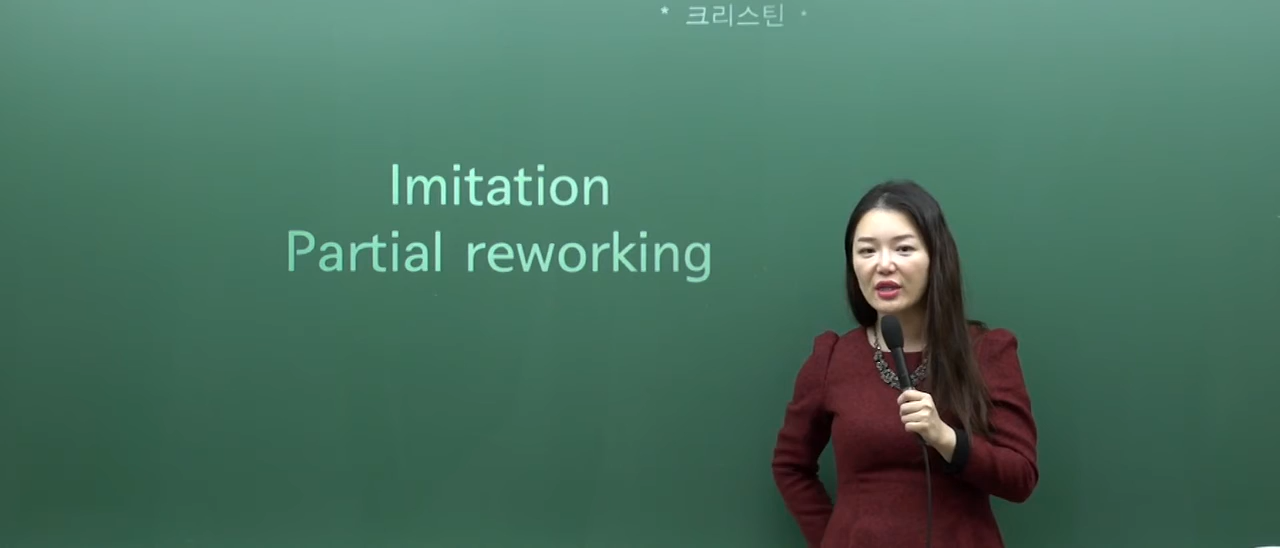 * 크리스틴 *
Imitation
Partial reworking